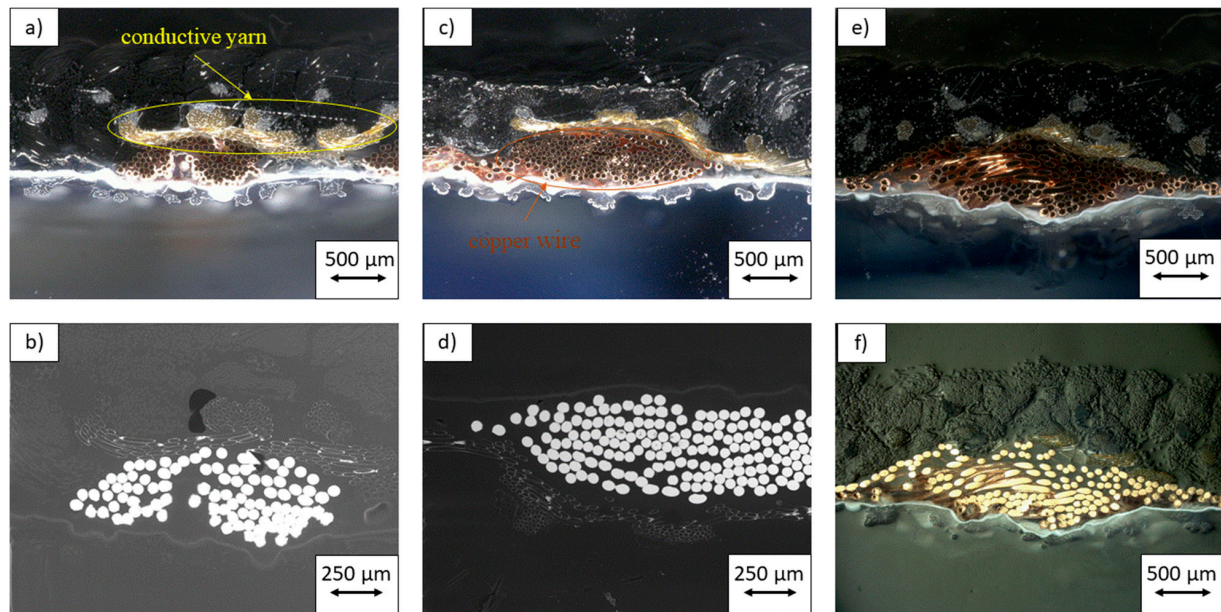 a)
conductive yarn
500 µm
c)
copper wire
500 µm
e)
500 µm
b)
250 µm
d)
250 µm
f)
500 µm